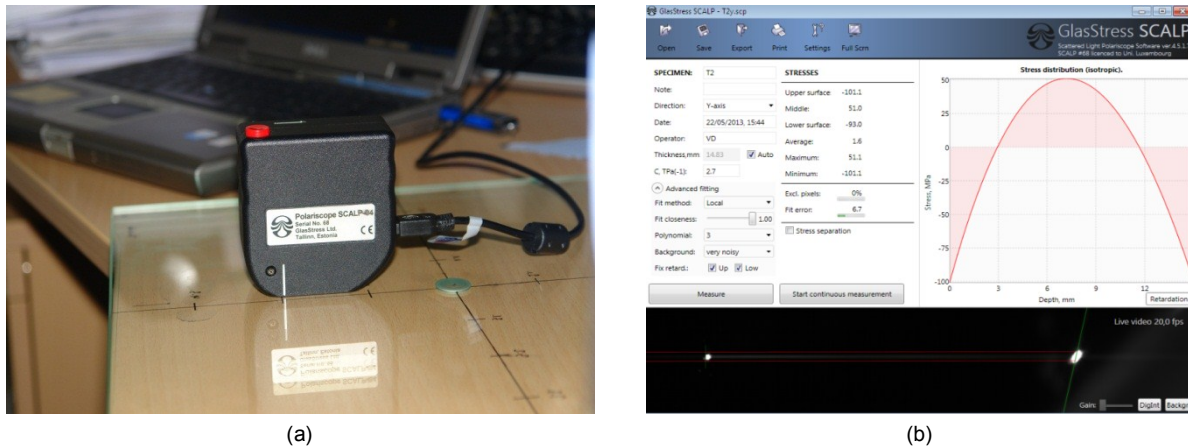 Polariscope SCALP-04
Serial No. 68
GlasStress Ltd.
Tallinn, Estonia
CE
(a)
GlasStress SCALP - T2y.scp
Open Save Export Print Settings Full Scrn
GlasStress SCALP
Scattered Light Polariscope Software ver.4.5.1
SCALP #68 licenced to Uni. Luxembourg
SPECIMEN: T2
Note:
Direction: Y-axis
Date: 22/05/2013, 15:44
Operator: VD
Thickness,mm 14.83 Auto
C, TPa(-1): 2.7
Advanced fitting
Fit method: Local
Fit closeness: 1.00
Polynomial: 3
Background: very noisy
Fix retard.: Up Low
Measure
STRESSES
Upper surface: -101.1
Middle: 51.0
Lower surface: -93.0
Average: 1.6
Maximum: 51.1
Minimum: -101.1
Excl. pixels: 0%
Fit error: 6.7
Stress separation
Start continuous measurement
Stress distribution (isotropic).
Stress, MPa
50
25
0
-25
-50
-75
-100
0 3 6 9 12
Depth, mm
Retardation
Live video 20,0 fps
Gain: DigInt Backgr
(b)